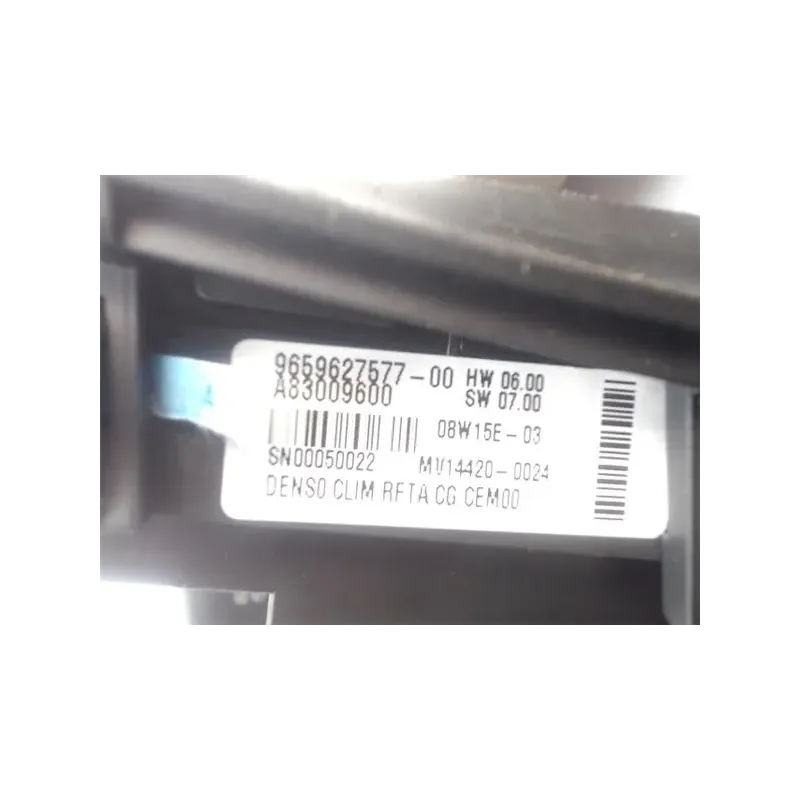 9659627577-00 HW 06.00
A83009600 SW 07.00
08W15E-03
SN00050022 MV14420-0024
DENSO CLIM RFTA CG CEM00